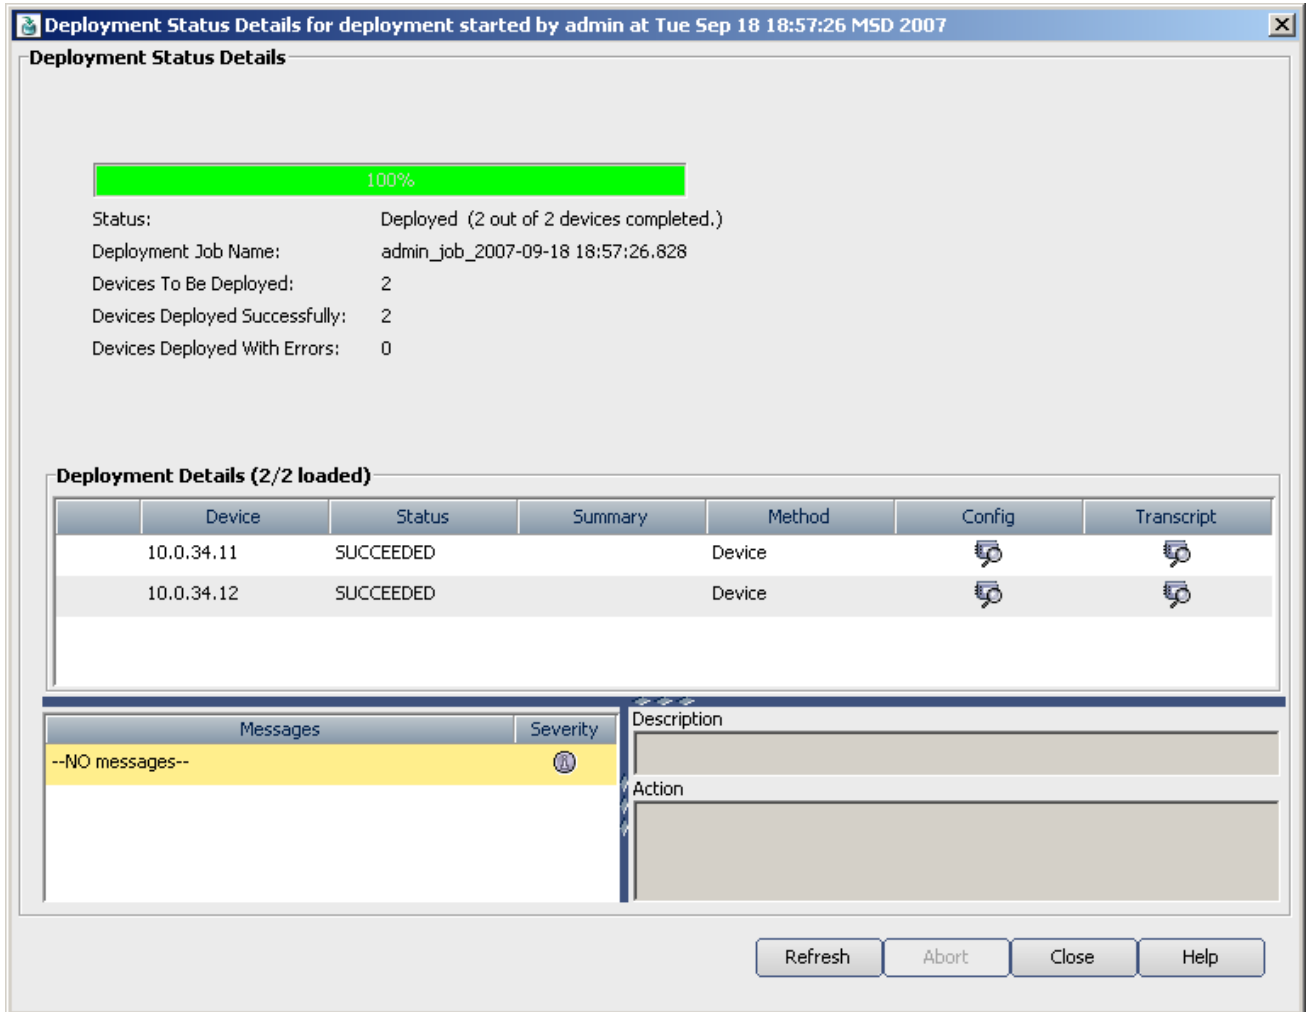 Deployment Status Details for deployment started by admin at Tue Sep 18 18:57:26 MSD 2007
Deployment Status Details
100%
Status: Deployed (2 out of 2 devices completed.)
Deployment Job Name: admin_job_2007-09-18 18:57:26.828
Devices To Be Deployed: 2
Devices Deployed Successfully: 2
Devices Deployed With Errors: 0
Deployment Details (2/2 loaded)
Device Status Summary Method Config Transcript
10.0.34.11 SUCCEEDED Device
10.0.34.12 SUCCEEDED Device
Messages Severity
--NO messages--
Description
Action
Refresh Abort Close Help